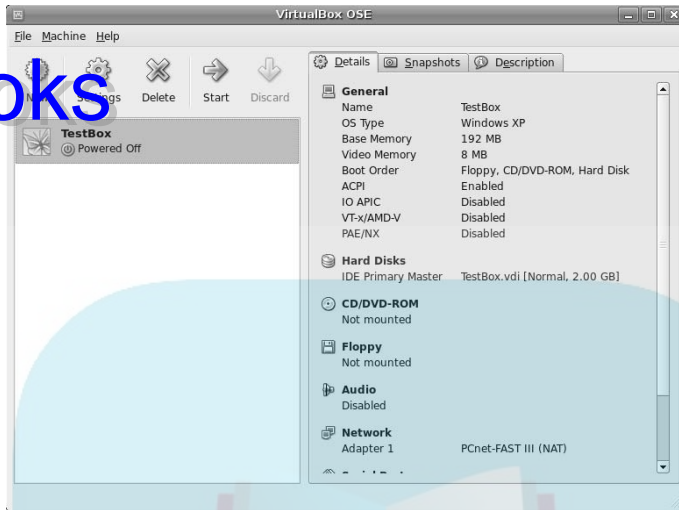 VirtualBox OSE
File Machine Help
oks
Settings Delete Start Discard
TestBox
Powered Off
Details Snapshots Description
General
Name TestBox
OS Type Windows XP
Base Memory 192 MB
Video Memory 8 MB
Boot Order Floppy, CD/DVD-ROM, Hard Disk
ACPI Enabled
IO APIC Disabled
VT-x/AMD-V Disabled
PAE/NX Disabled
Hard Disks
IDE Primary Master TestBox.vdi [Normal, 2.00 GB]
CD/DVD-ROM
Not mounted
Floppy
Not mounted
Audio
Disabled
Network
Adapter 1 PCnet-FAST III (NAT)